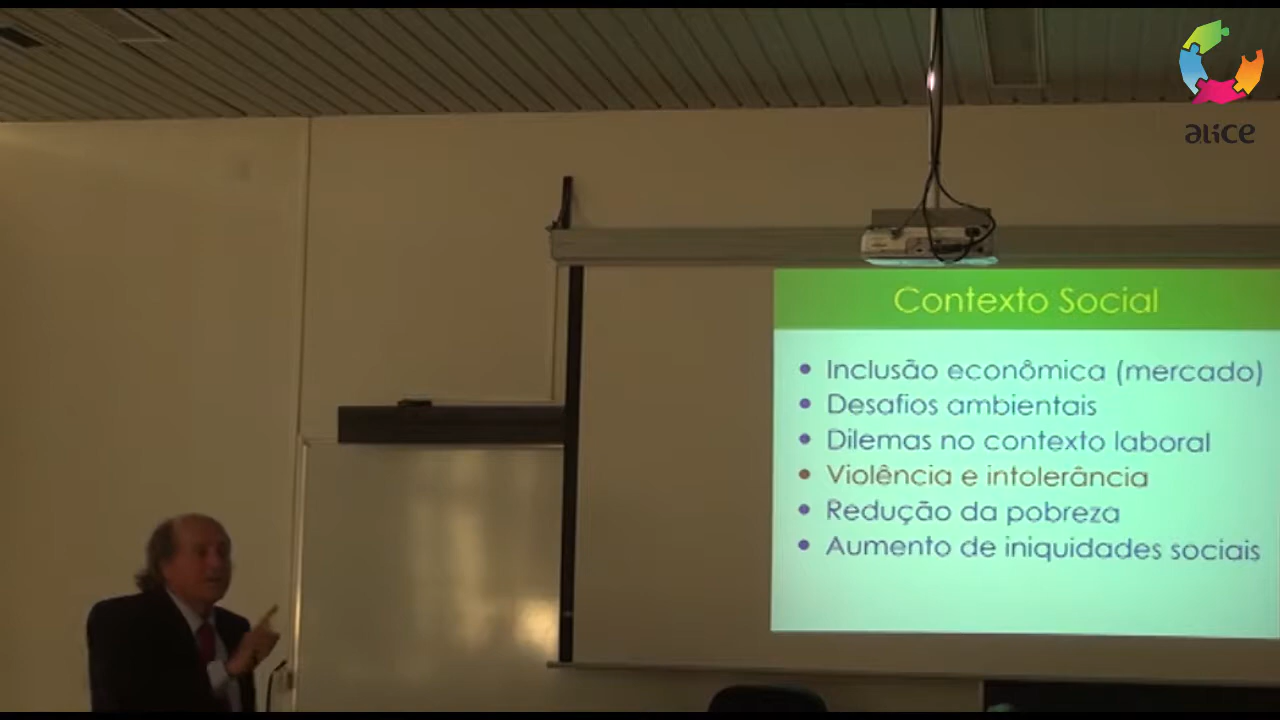 alice
Contexto Social
• Inclusão econômica (mercado)
• Desafios ambientais
• Dilemas no contexto laboral
• Violência e intolerância
• Redução da pobreza
• Aumento de iniquidades sociais